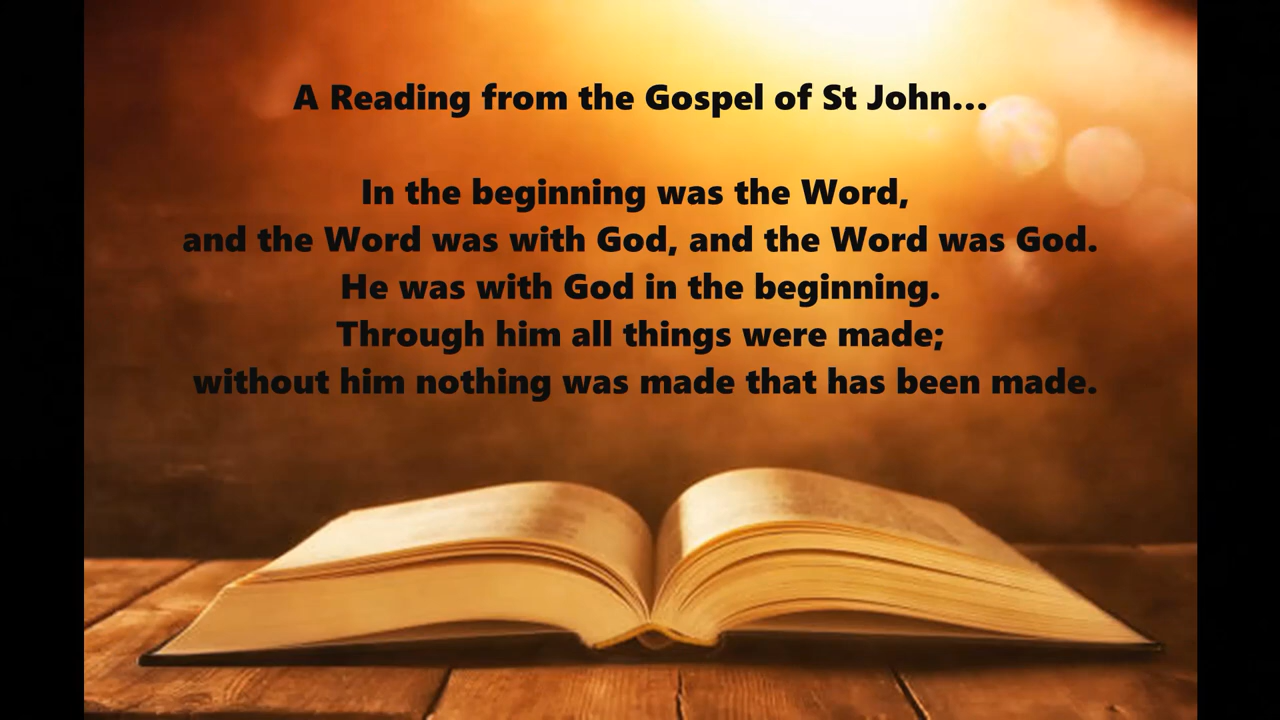 A Reading from the Gospel of St John...
In the beginning was the Word,
and the Word was with God, and the Word was God.
He was with God in the beginning.
Through him all things were made;
without him nothing was made that has been made.